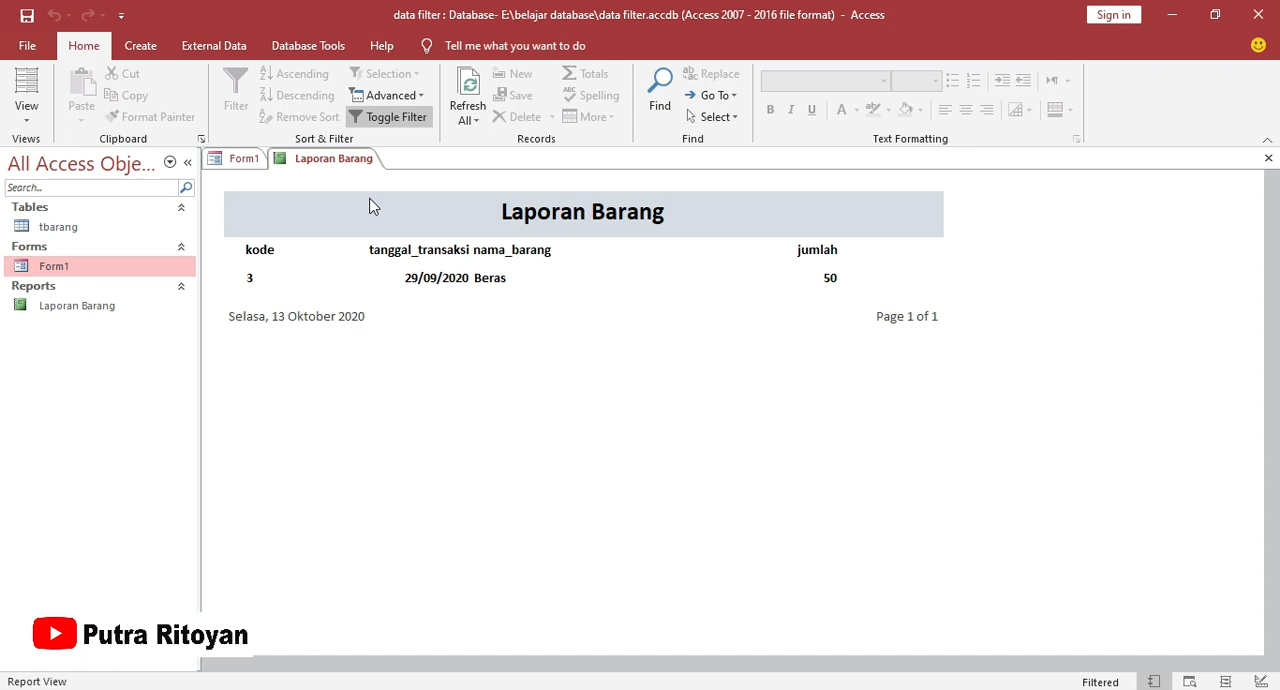 data filter : Database- E:\belajar database\data filter.accdb (Access 2007 - 2016 file format) - Access
Sign in
File Home Create External Data Database Tools Help Tell me what you want to do
View
Views
Paste
Cut
Copy
Format Painter
Clipboard
Filter
Ascending
Descending
Remove Sort
Selection
Advanced
Toggle Filter
Sort & Filter
Refresh
All
New
Save
Delete
Totals
Spelling
More
Records
Find
Replace
Go To
Select
Find
B I U A
Text Formatting
All Access Obje...
Search...
Tables
tbarang
Forms
Form1
Reports
Laporan Barang
Form1 Laporan Barang
Laporan Barang
kode tanggal_transaksi nama_barang jumlah
3 29/09/2020 Beras 50
Selasa, 13 Oktober 2020 Page 1 of 1
Putra Ritoyan
Report View Filtered